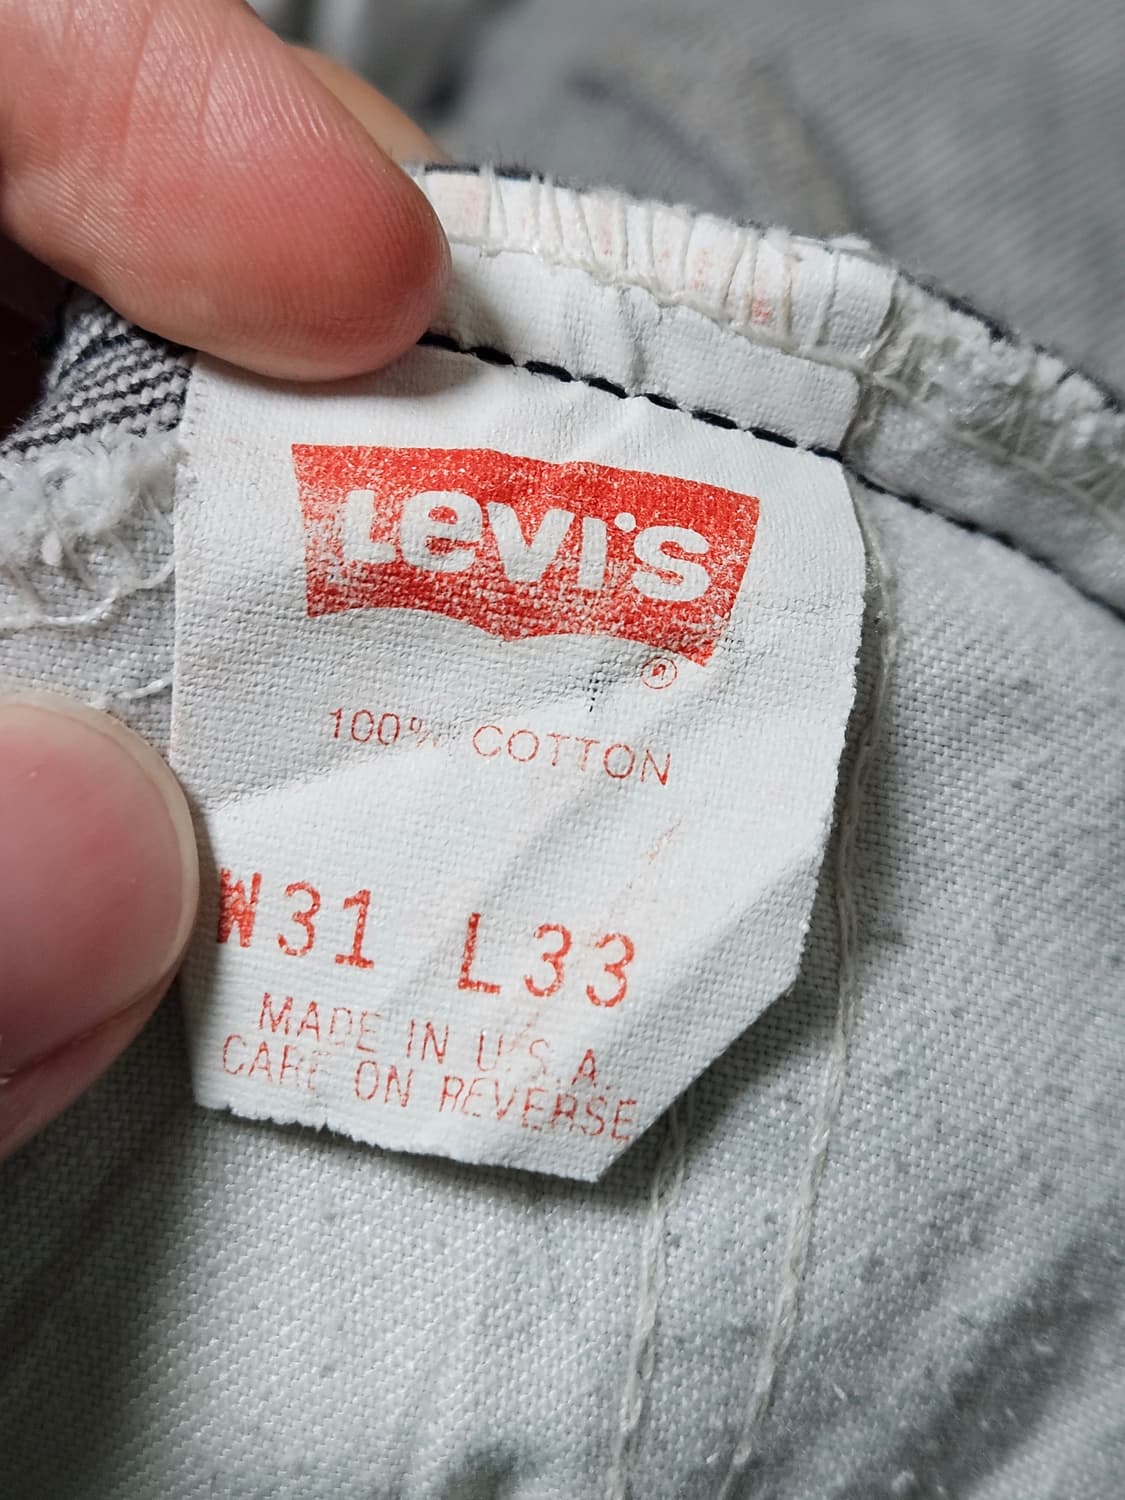 Levi's
®
100% COTTON
W31 L33
MADE IN U.S.A.
CARE ON REVERSE